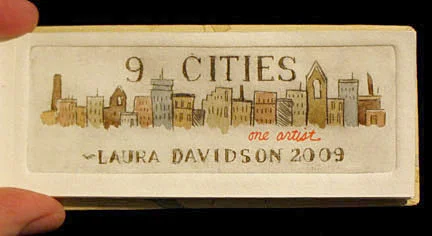 9 CITIES
one artist
~LAURA DAVIDSON 2009